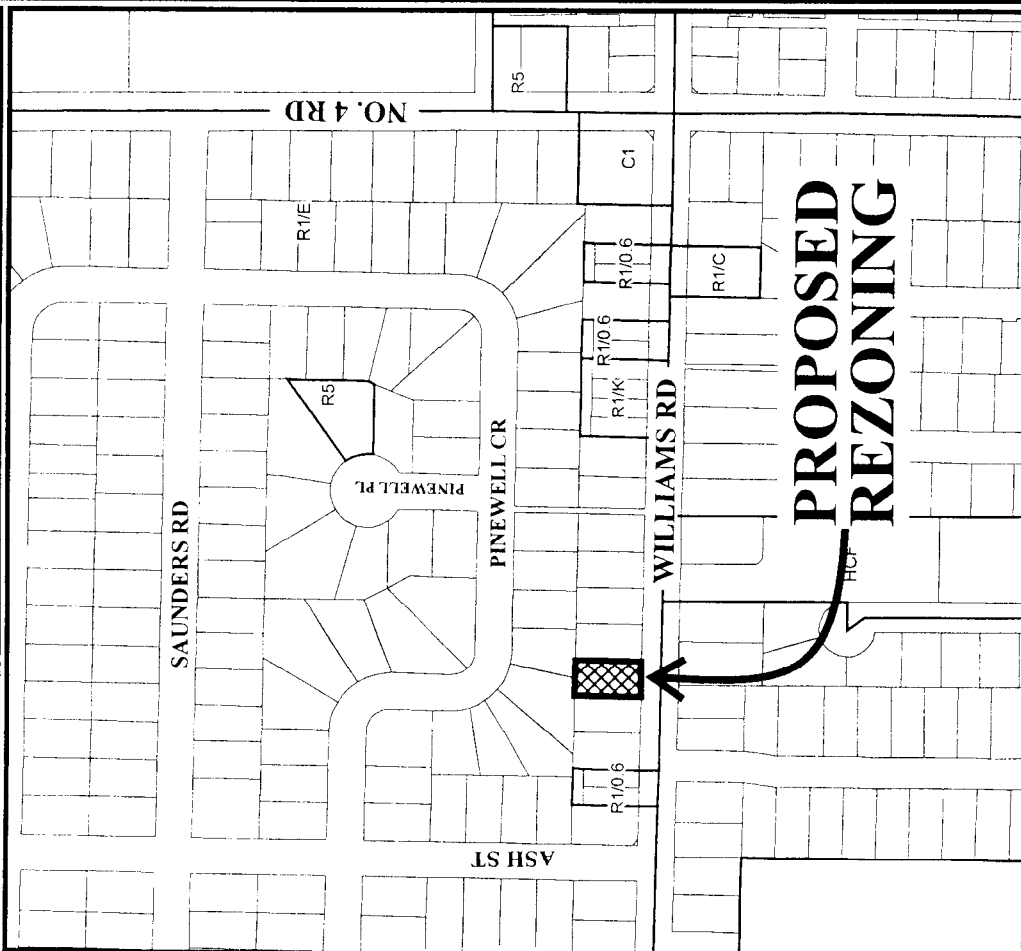 NO. 4 RD
R5
C1
R1/E
R1/0.6
R1/C
R1/0.6
R1/K
R5
PINEWELL PL
PINEWELL CR
SAUNDERS RD
WILLIAMS RD
PROPOSED
REZONING
HCF
R1/0.6
ASH ST